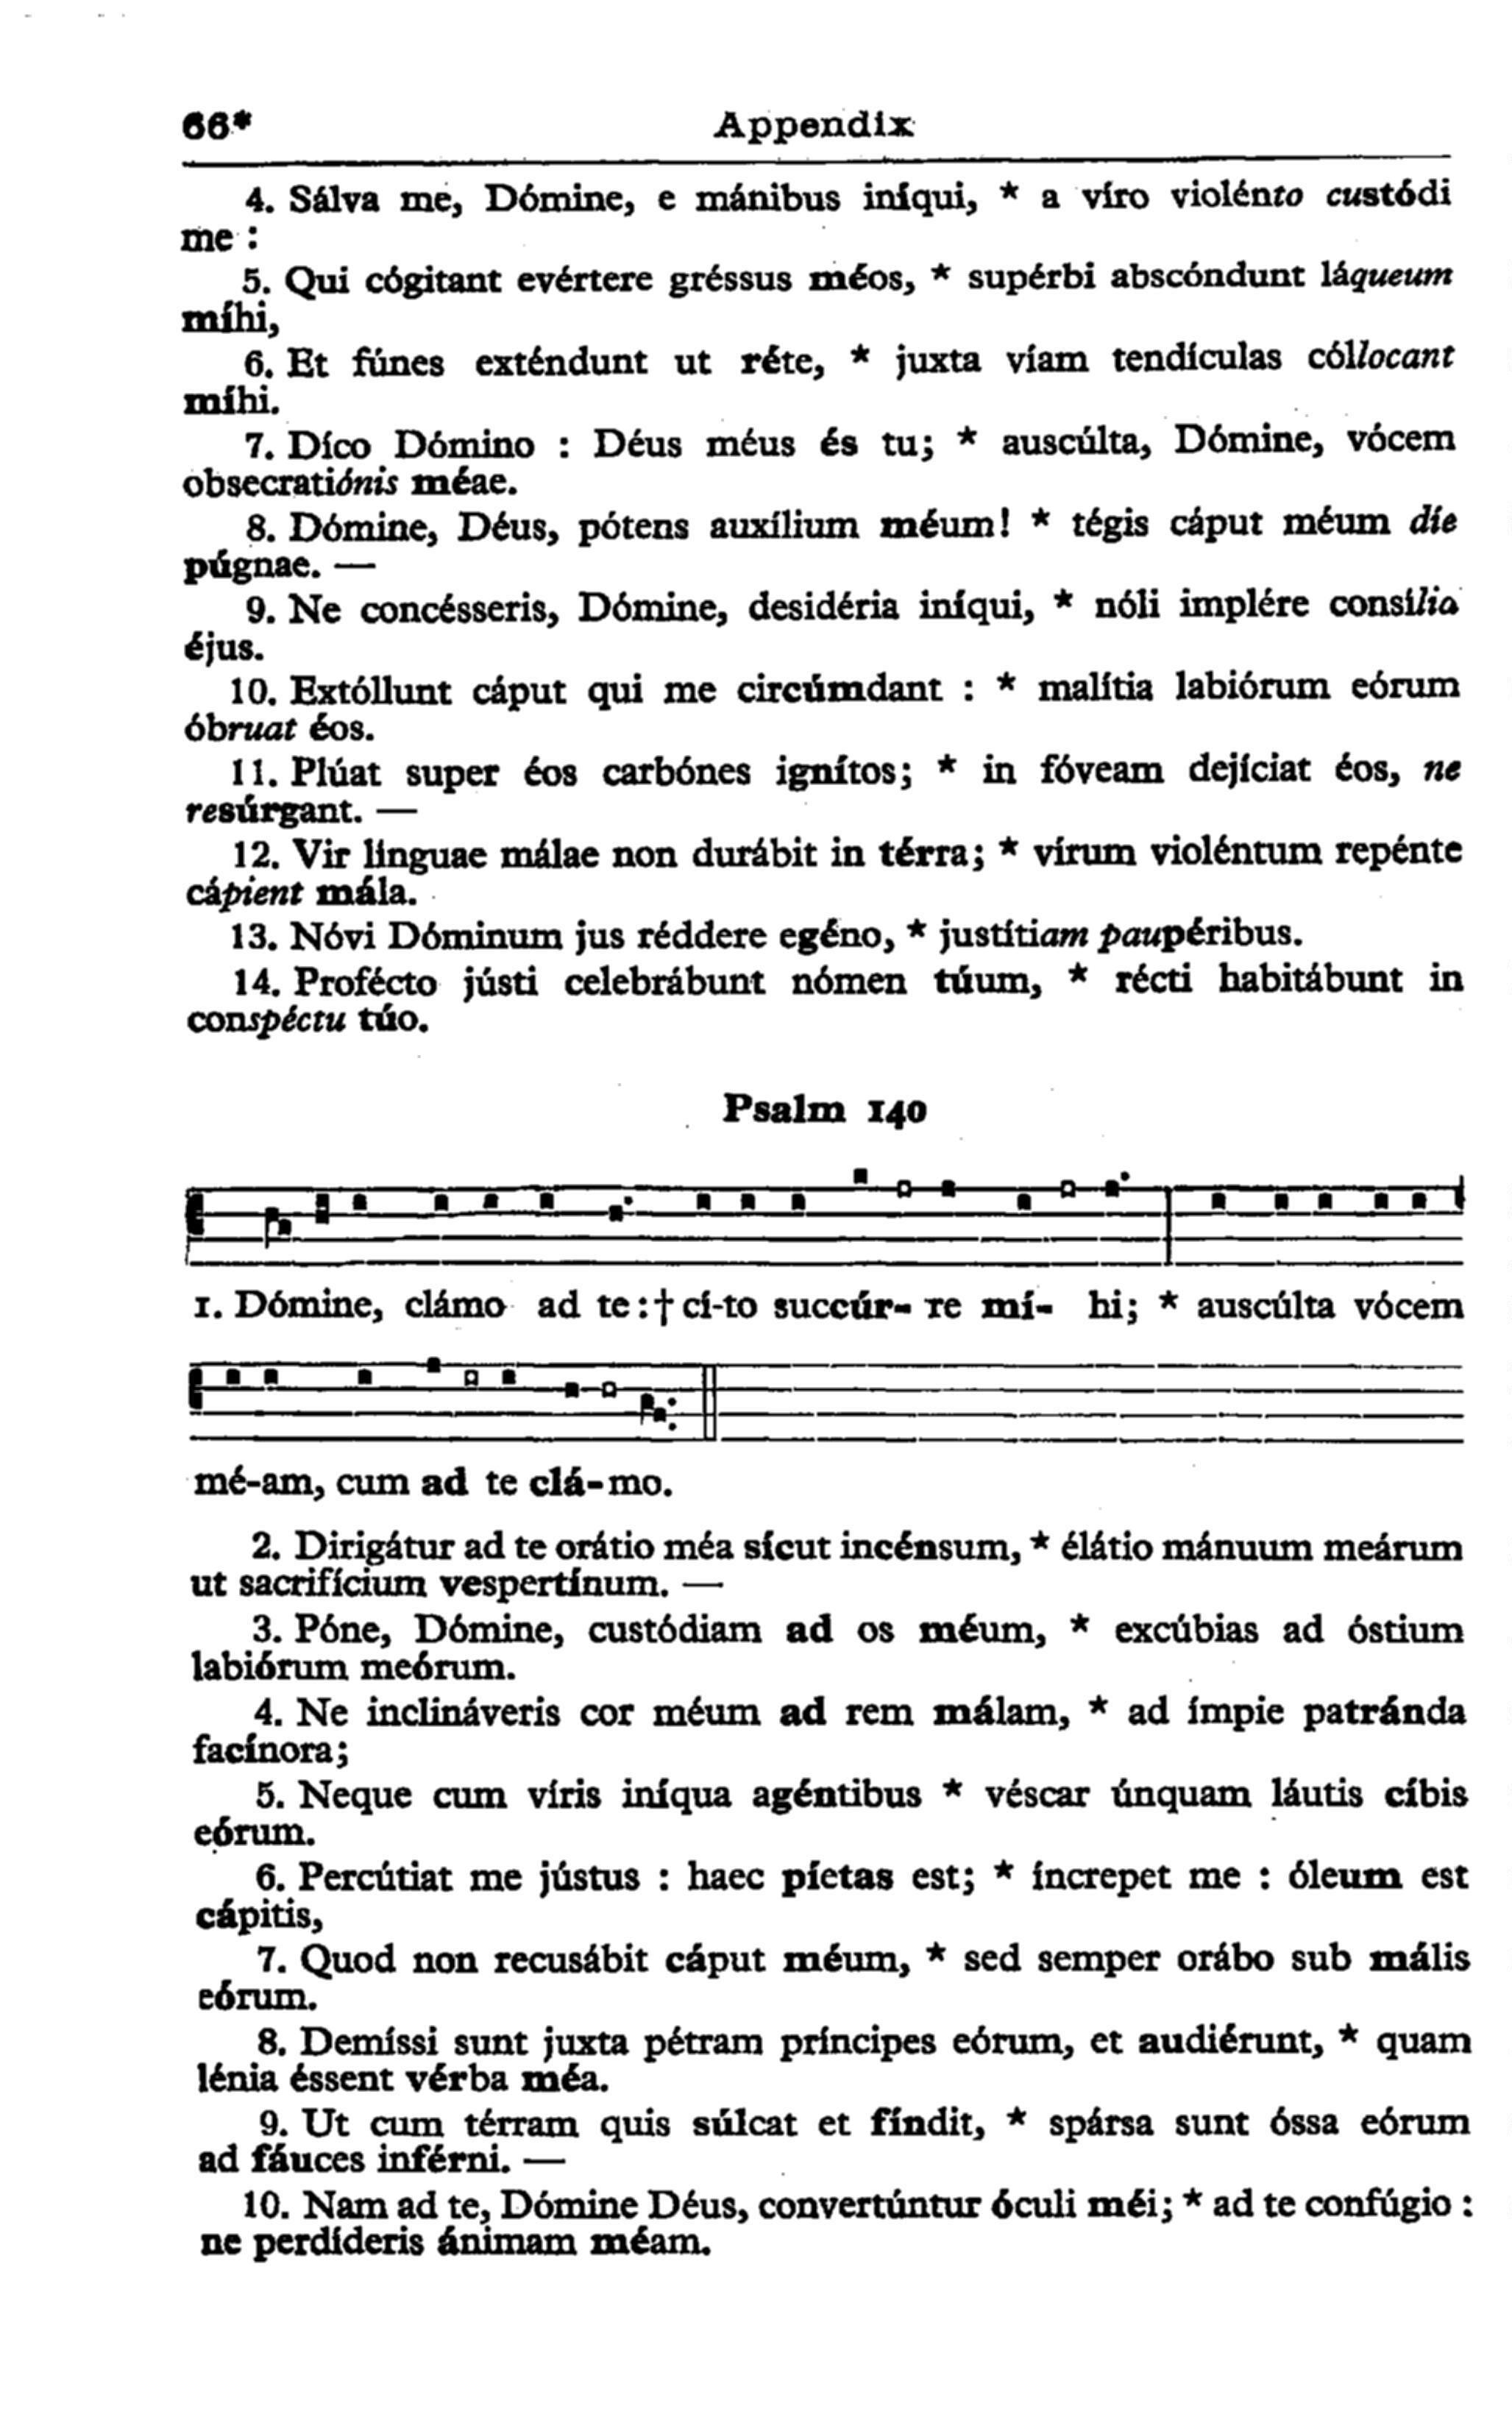 66*
Appendix
4. Sálva me, Dómine, e mánibus iníqui, * a víro violénto custódi
me :
5. Qui cógitant evértere gréssus méos, * supérbi abscóndunt láqueum
míhi,
6. Et fúnes exténdunt ut réte, * juxta víam tendículas cóllocant
míhi.
7. Díco Dómino : Déus méus és tu; * auscúlta, Dómine, vócem
obsecratiónis méae.
8. Dómine, Déus, pótens auxílium méum! * tégis cáput méum díe
púgnae. —
9. Ne concésseris, Dómine, desidéria iníqui, * nóli implére consília
éjus.
10. Extóllunt cáput qui me circúmdant : * malítia labiórum eórum
óbruat éos.
11. Plúat super éos carbónes ignítos; * in fóveam dejíciat éos, ne
resúrgant. —
12. Vir línguae málae non durábit in térra; * vírum violéntum repénte
cápient mála.
13. Nóvi Dóminum jus réddere egéno, * justítiam paupéribus.
14. Profécto jústi celebrábunt nómen túum, * récti habitábunt in
conspéctu túo.
Psalm 140
1. Dómine, clámo ad te : † cí-to succúr- re mí- hi; * auscúlta vócem
mé-am, cum ad te clá-mo.
2. Dirigátur ad te orátio méa sícut incénsum, * élátio mánuum meárum
ut sacrifícium vespertínum. —
3. Póne, Dómine, custódiam ad os méum, * excúbias ad óstium
labiórum meórum.
4. Ne inclináveris cor méum ad rem málam, * ad ímpie patránda
facínora;
5. Neque cum víris iníqua agéntibus * véscar únquam láutis cíbis
eórum.
6. Percútiat me jústus : haec píetas est; * íncrepet me : óleum est
cápitis,
7. Quod non recusábit cáput méum, * sed semper orábo sub mális
eórum.
8. Demíssi sunt juxta pétram príncipes eórum, et audiérunt, * quam
lénia éssent vérba méa.
9. Ut cum térram quis súlcat et fíndit, * spársa sunt óssa eórum
ad fáuces inférni. —
10. Nam ad te, Dómine Déus, convertúntur óculi méi; * ad te confúgio :
ne perdíderis ánimam méam.